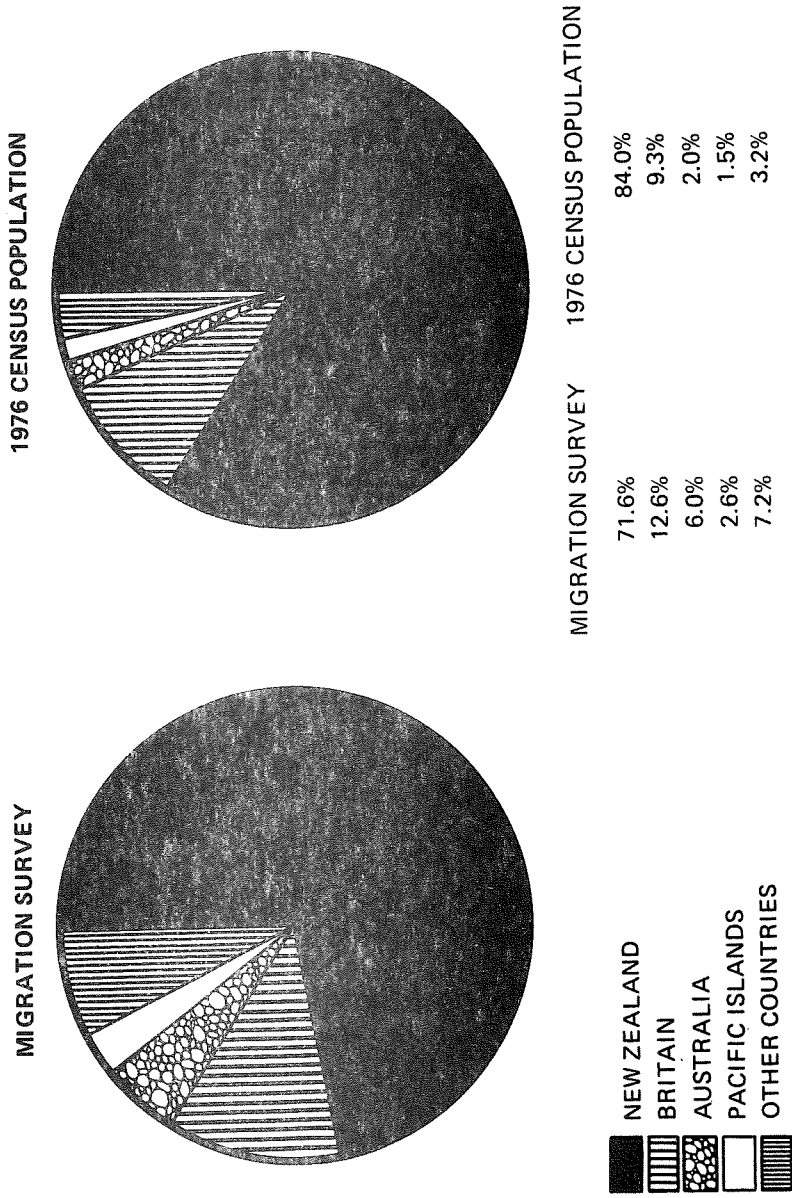 MIGRATION SURVEY
1976 CENSUS POPULATION
MIGRATION SURVEY 1976 CENSUS POPULATION
NEW ZEALAND 71.6% 84.0%
BRITAIN 12.6% 9.3%
AUSTRALIA 6.0% 2.0%
PACIFIC ISLANDS 2.6% 1.5%
OTHER COUNTRIES 7.2% 3.2%